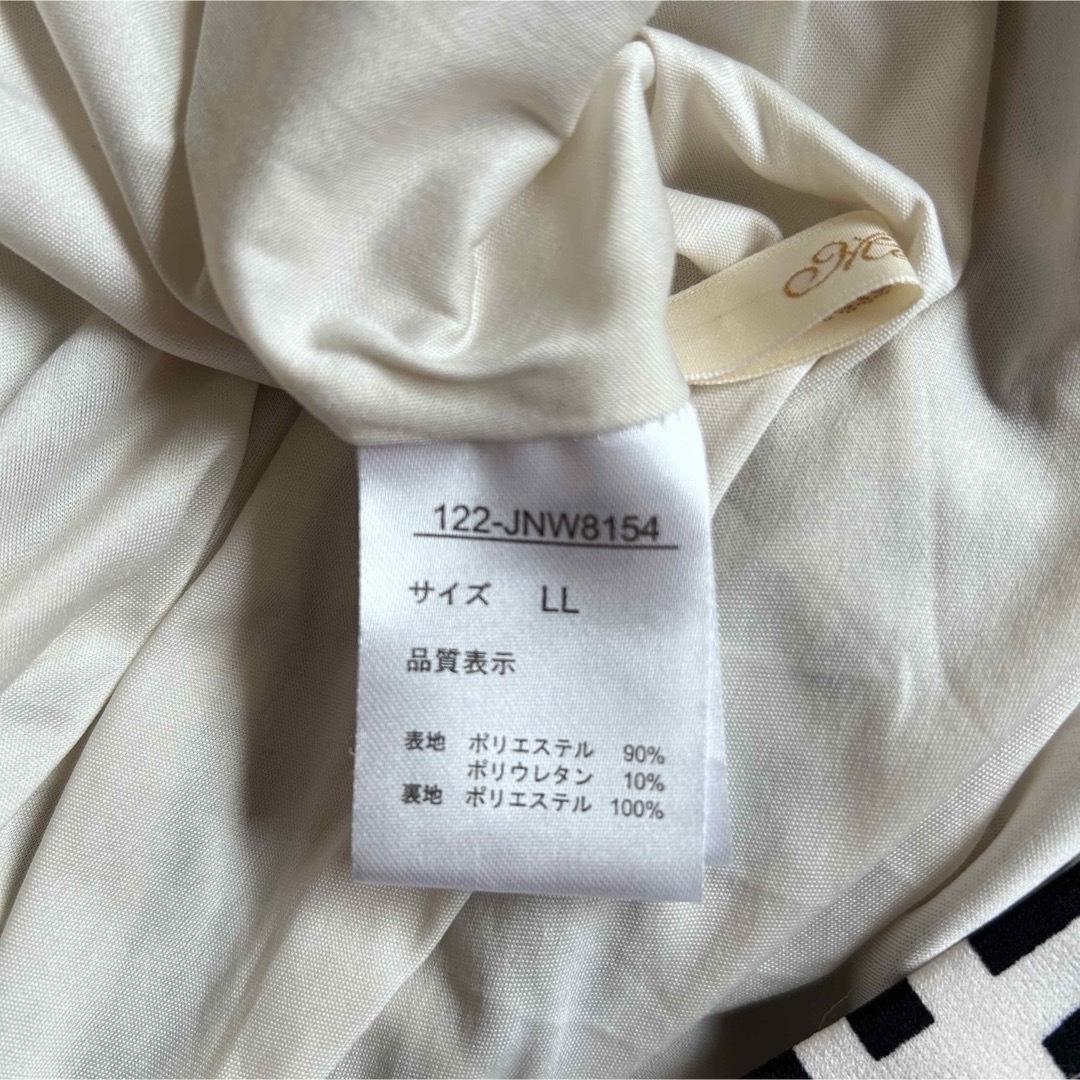 122-JNW8154
サイズ LL
品質表示
表地 ポリエステル 90%
ポリウレタン 10%
裏地 ポリエステル 100%